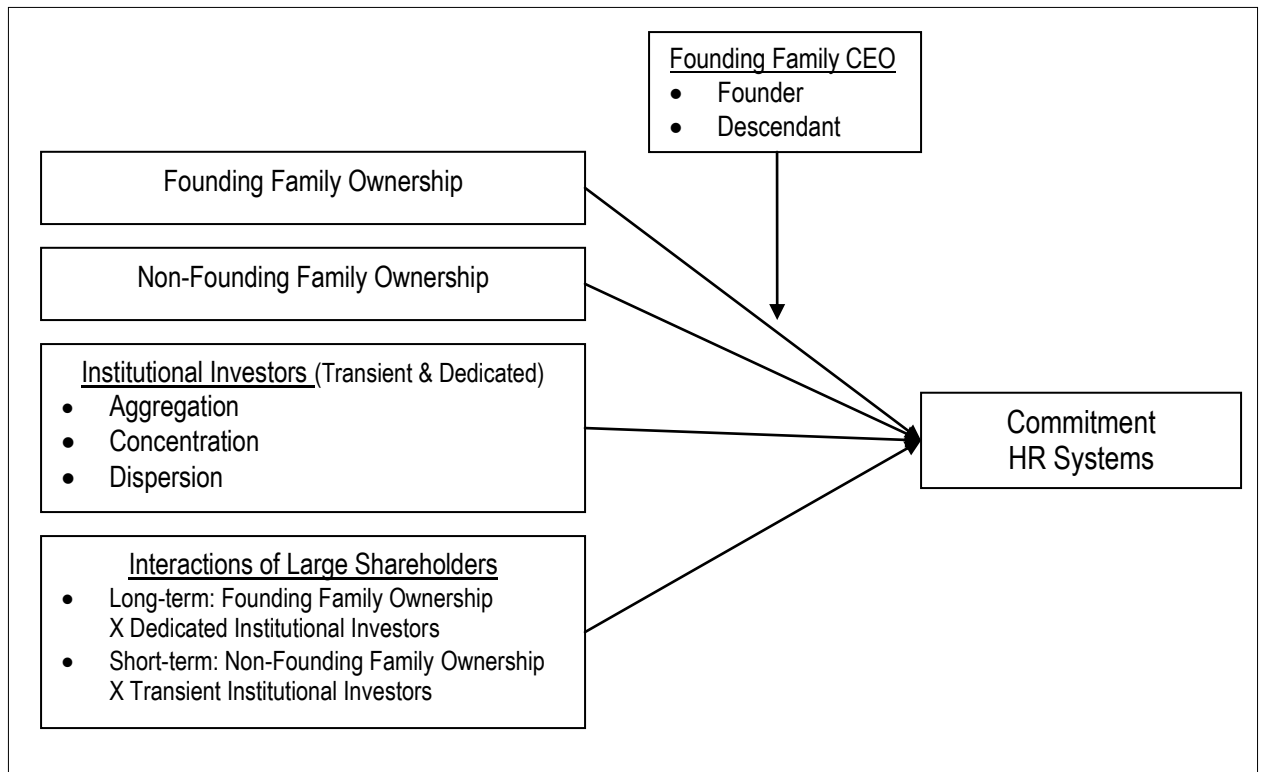 Founding Family CEO
• Founder
• Descendant
Founding Family Ownership
Non-Founding Family Ownership
Institutional Investors (Transient & Dedicated)
• Aggregation
• Concentration
• Dispersion
Interactions of Large Shareholders
• Long-term: Founding Family Ownership
X Dedicated Institutional Investors
• Short-term: Non-Founding Family Ownership
X Transient Institutional Investors
Commitment
HR Systems